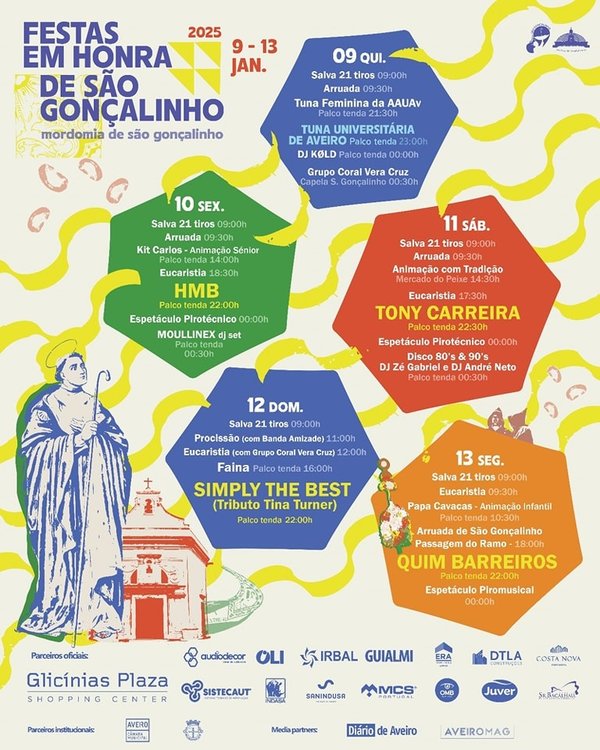 FESTAS
EM HONRA
DE SÃO
GONÇALINHO
mordomia de são gonçalinho
2025
9 - 13
JAN.
09 QUI.
Salva 21 tiros 09:00h
Arruada 09:30h
Tuna Feminina da AAUAv
Palco tenda 21:30h
TUNA UNIVERSITÁRIA
DE AVEIRO Palco tenda 23:00h
DJ KØLD Palco tenda 00:00h
Grupo Coral Vera Cruz
Capela S. Gonçalinho 00:30h
10 SEX.
Salva 21 tiros 09:00h
Arruada 09:30h
Kit Carlos - Animação Sénior
Palco tenda 14:00h
Eucaristia 18:30h
HMB
Palco tenda 22:00h
Espetáculo Pirotécnico 00:00h
MOULLINEX dj set
Palco tenda
00:30h
11 SÁB.
Salva 21 tiros 09:00h
Arruada 09:30h
Animação com Tradição
Mercado do Peixe 14:30h
Eucaristia 17:30h
TONY CARREIRA
Palco tenda 22:30h
Espetáculo Pirotécnico 00:00h
Disco 80's & 90's
DJ Zé Gabriel e DJ André Neto
Palco tenda 00:30h
12 DOM.
Salva 21 tiros 09:00h
Procissão (com Banda Amizade) 11:00h
Eucaristia (com Grupo Coral Vera Cruz) 12:00h
Faina Palco tenda 16:00h
SIMPLY THE BEST
(Tributo Tina Turner)
Palco tenda 22:00h
13 SEG.
Salva 21 tiros 09:00h
Eucaristia 09:30h
Papa Cavacas - Animação Infantil
Palco tenda 10:30h
Arruada de São Gonçalinho
Passagem do Ramo - 18:00h
QUIM BARREIROS
Palco tenda 22:00h
Espetáculo Piromusical
00:00h
Parceiros oficiais:
audiodecor
OLI
IRBAL
GUIALMI
ERA
DTLA
CONSTRUÇÕES
COSTA NOVA
Glicínias Plaza
SHOPPING CENTER
SISTECAUT
INDASA
SANINDUSA
MCS
PORTUGAL
OMB
Juver
SR. BACALHAU
Parceiros institucionais:
AVEIRO
CÂMARA
MUNICIPAL
Media partners:
Diário de Aveiro
AVEIROMAG